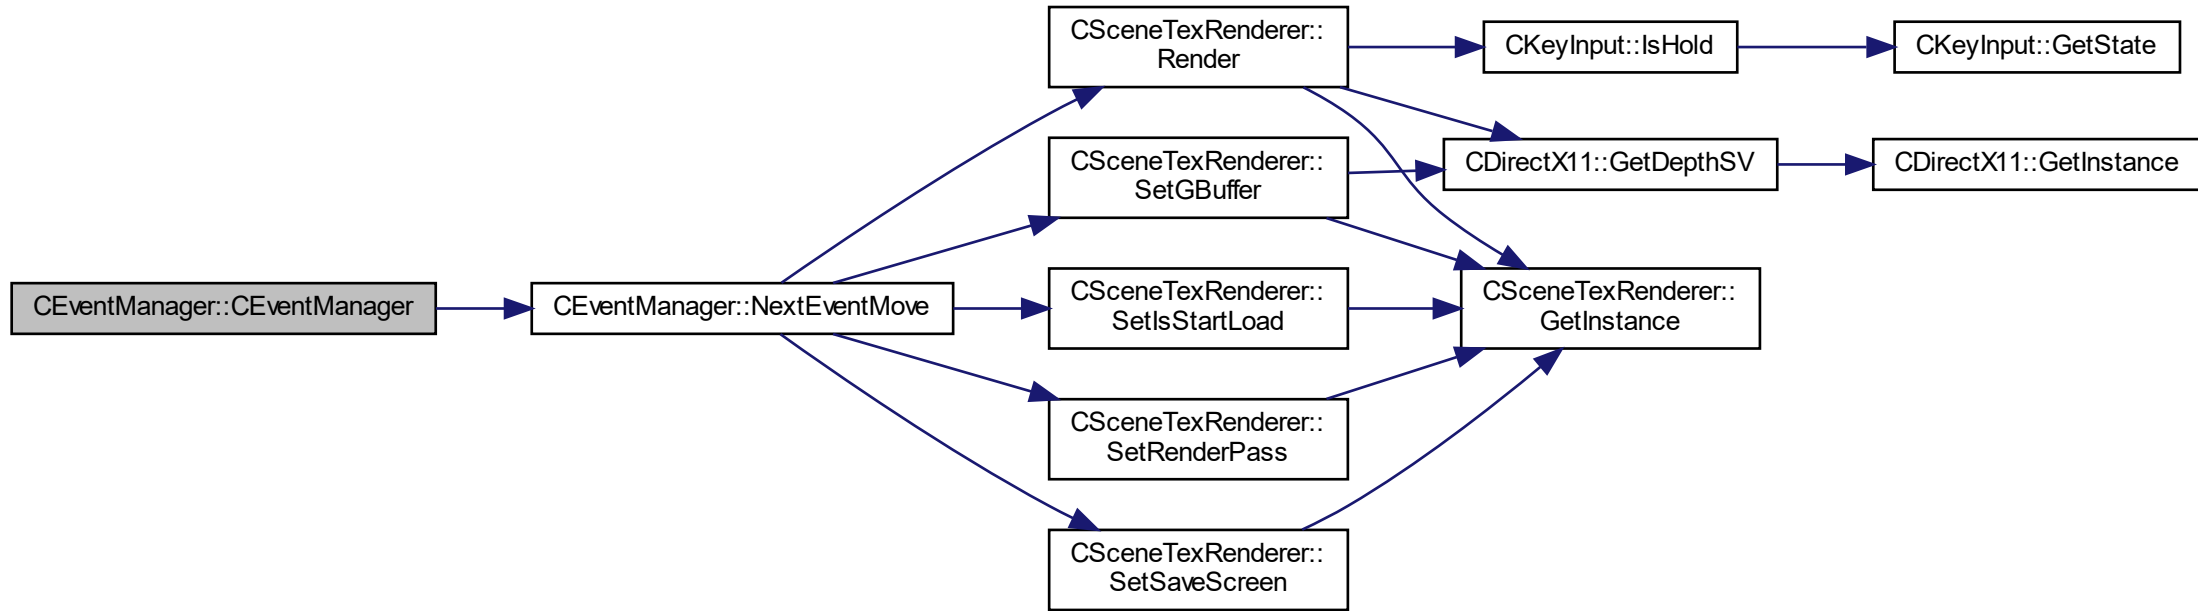 CEventManager::CEventManager
CEventManager::NextEventMove
CSceneTexRenderer::
Render
CSceneTexRenderer::
SetGBuffer
CSceneTexRenderer::
SetIsStartLoad
CSceneTexRenderer::
SetRenderPass
CSceneTexRenderer::
SetSaveScreen
CKeyInput::IsHold
CDirectX11::GetDepthSV
CSceneTexRenderer::
GetInstance
CKeyInput::GetState
CDirectX11::GetInstance